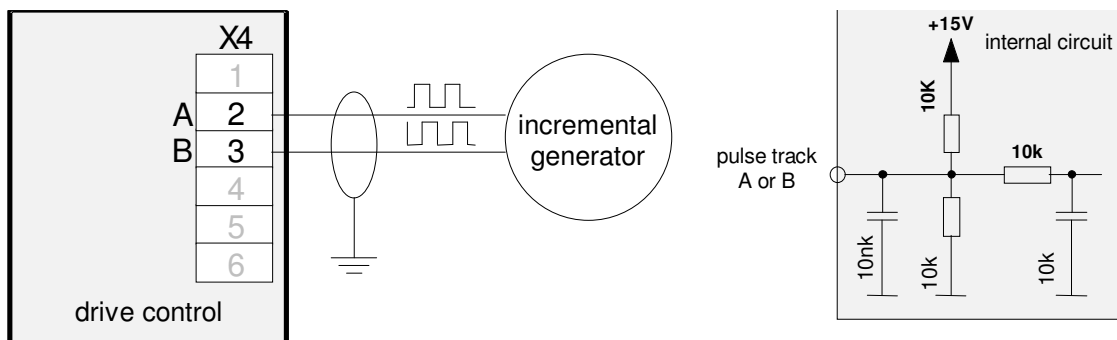 X4
1
A 2
B 3
4
5
6
drive control
incremental
generator
+15V
internal circuit
10K
10k
pulse track
A or B
10nk
10k
10k